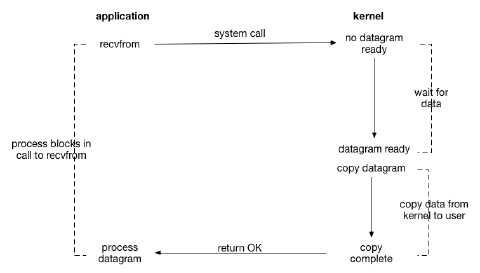 application
kernel
recvfrom
system call
no datagram
ready
wait for
data
process blocks in
call to recvfrom
datagram ready
copy datagram
copy data from
kernel to user
process
datagram
return OK
copy
complete